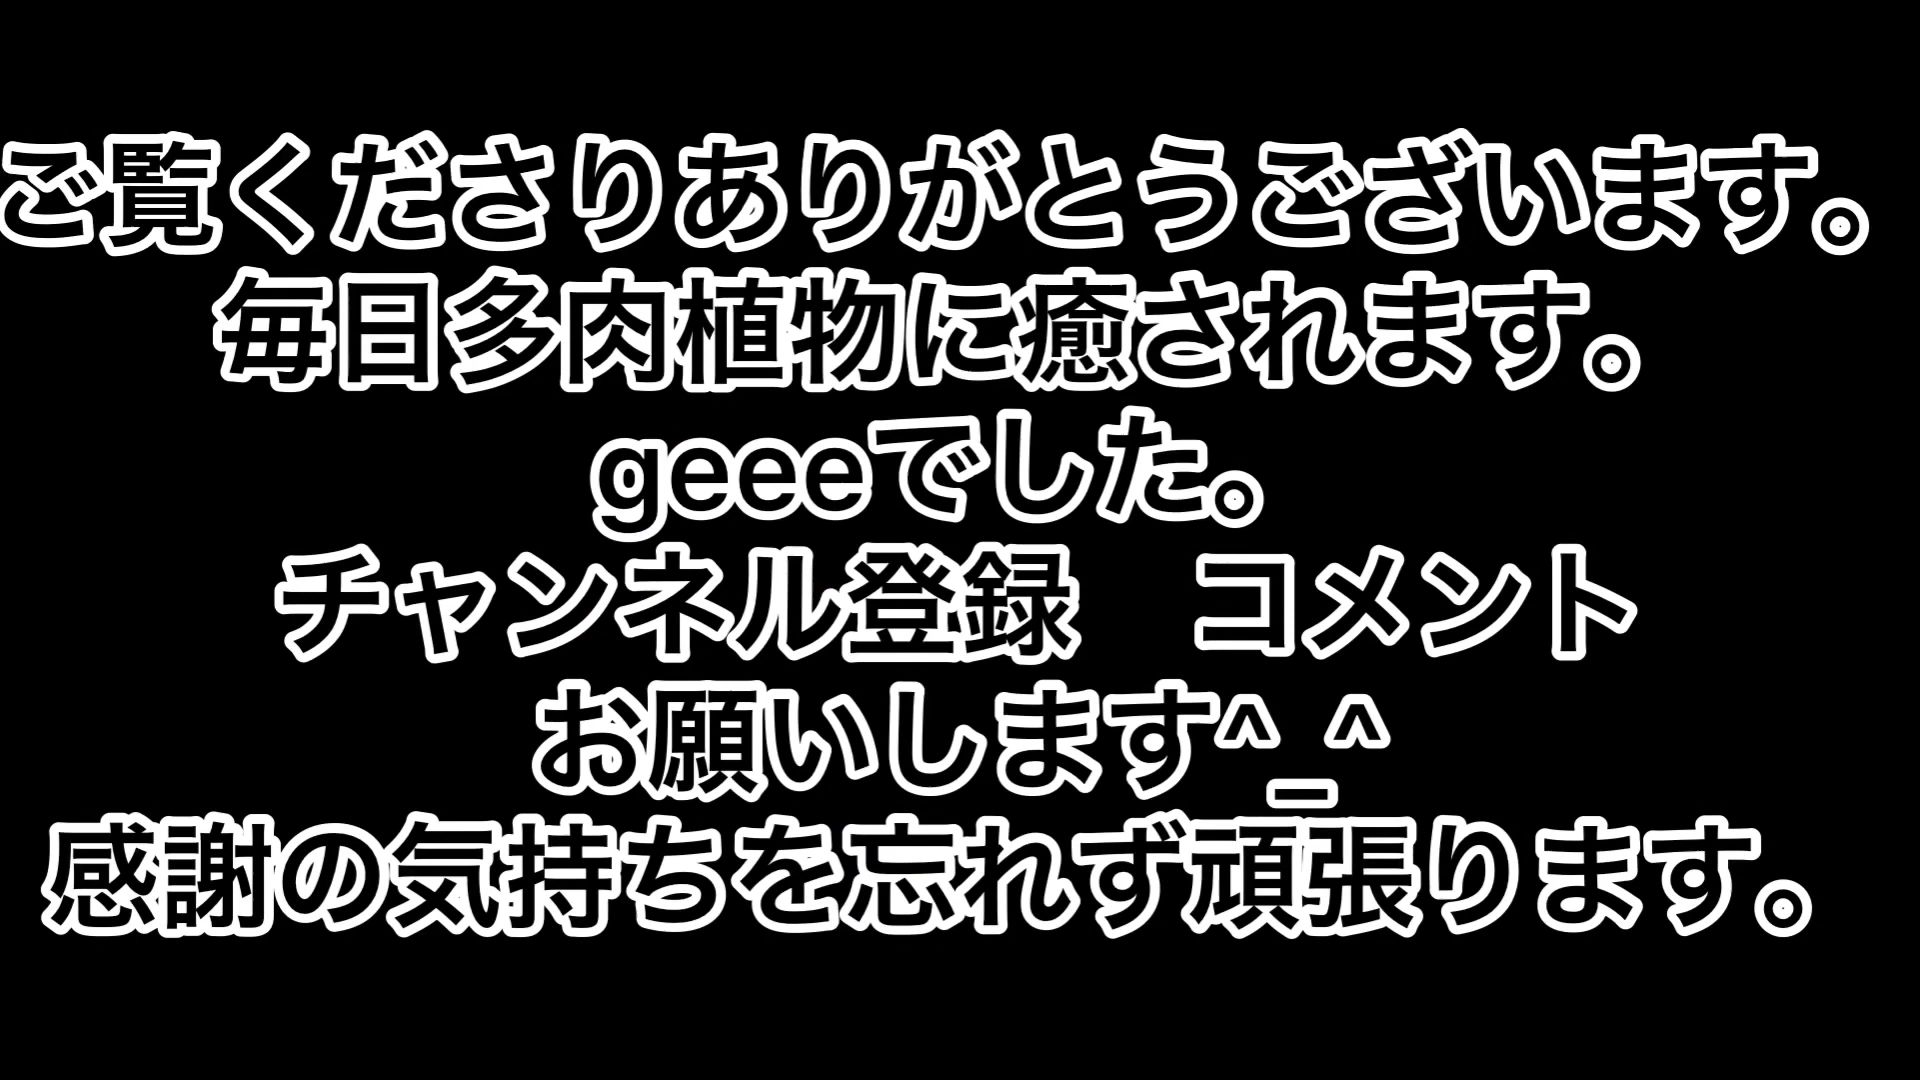 ご覧くださりありがとうございます。
毎日多肉植物に癒されます。
geeeでした。
チャンネル登録　コメント
お願いします^_^
感謝の気持ちを忘れず頑張ります。